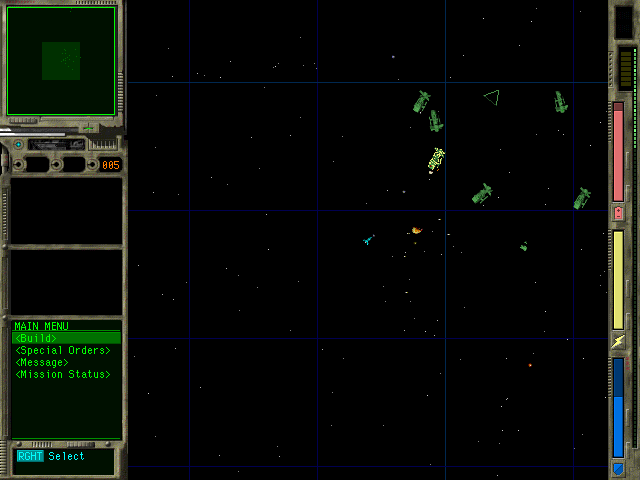 005
MAIN MENU
<Build>
<Special Orders>
<Message>
<Mission Status>
RGHT Select